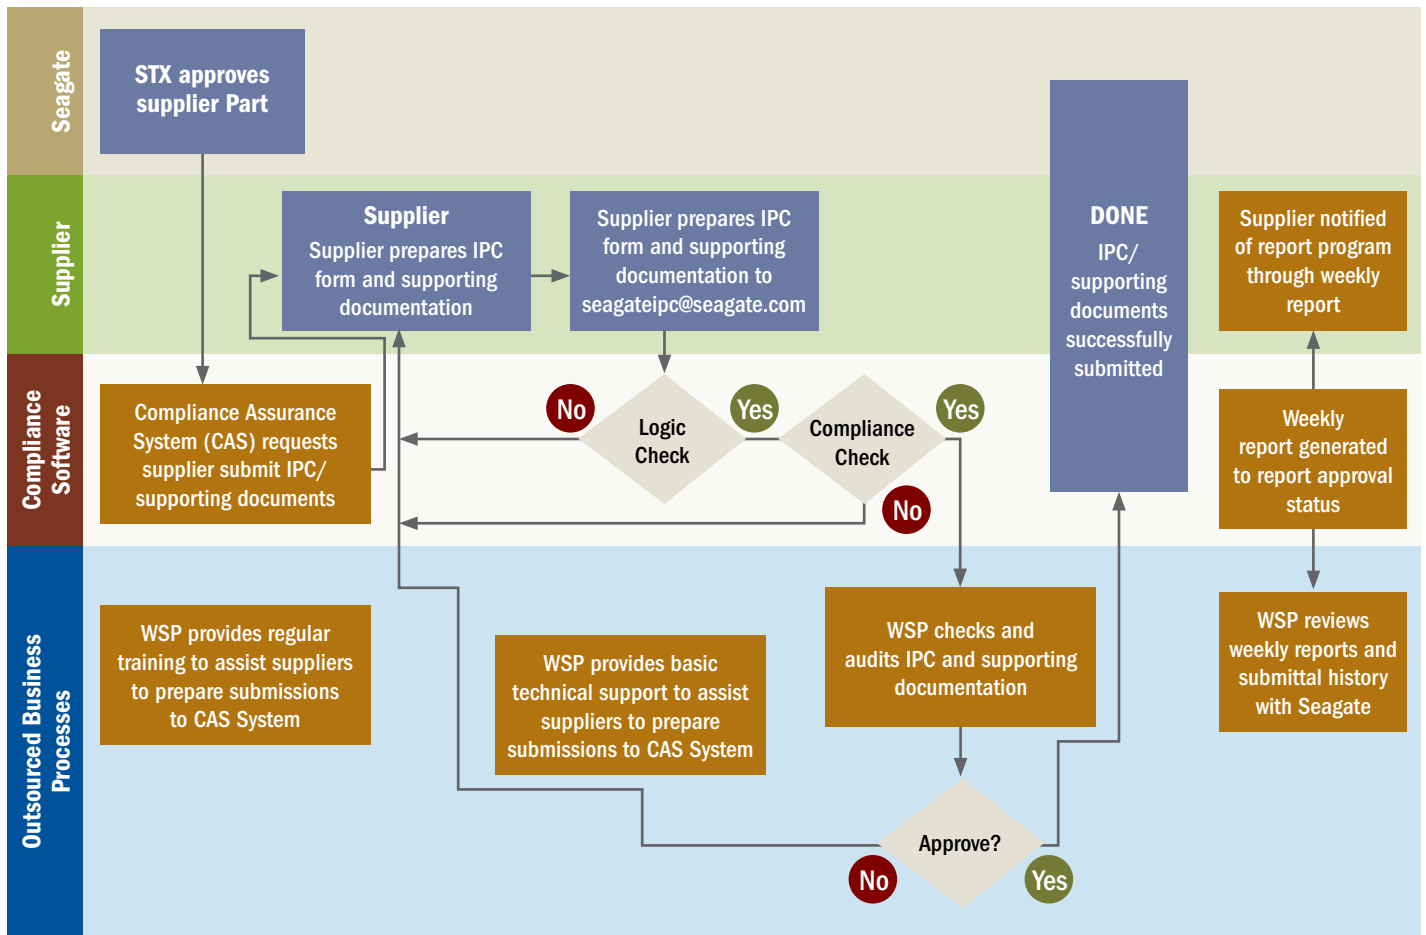 Seagate
STX approves
supplier Part
Supplier
Supplier
Supplier prepares IPC
form and supporting
documentation
Supplier prepares IPC
form and supporting
documentation to
seagateipc@seagate.com
DONE
IPC/
supporting
documents
successfully
submitted
Supplier notified
of report program
through weekly
report
Compliance
Software
Compliance Assurance
System (CAS) requests
supplier submit IPC/
supporting documents
No
Logic
Check
Yes
Compliance
Check
Yes
No
Weekly
report generated
to report approval
status
Outsourced Business
Processes
WSP provides regular
training to assist suppliers
to prepare submissions
to CAS System
WSP provides basic
technical support to assist
suppliers to prepare
submissions to CAS System
WSP checks and
audits IPC and supporting
documentation
WSP reviews
weekly reports and
submittal history
with Seagate
Approve?
No
Yes